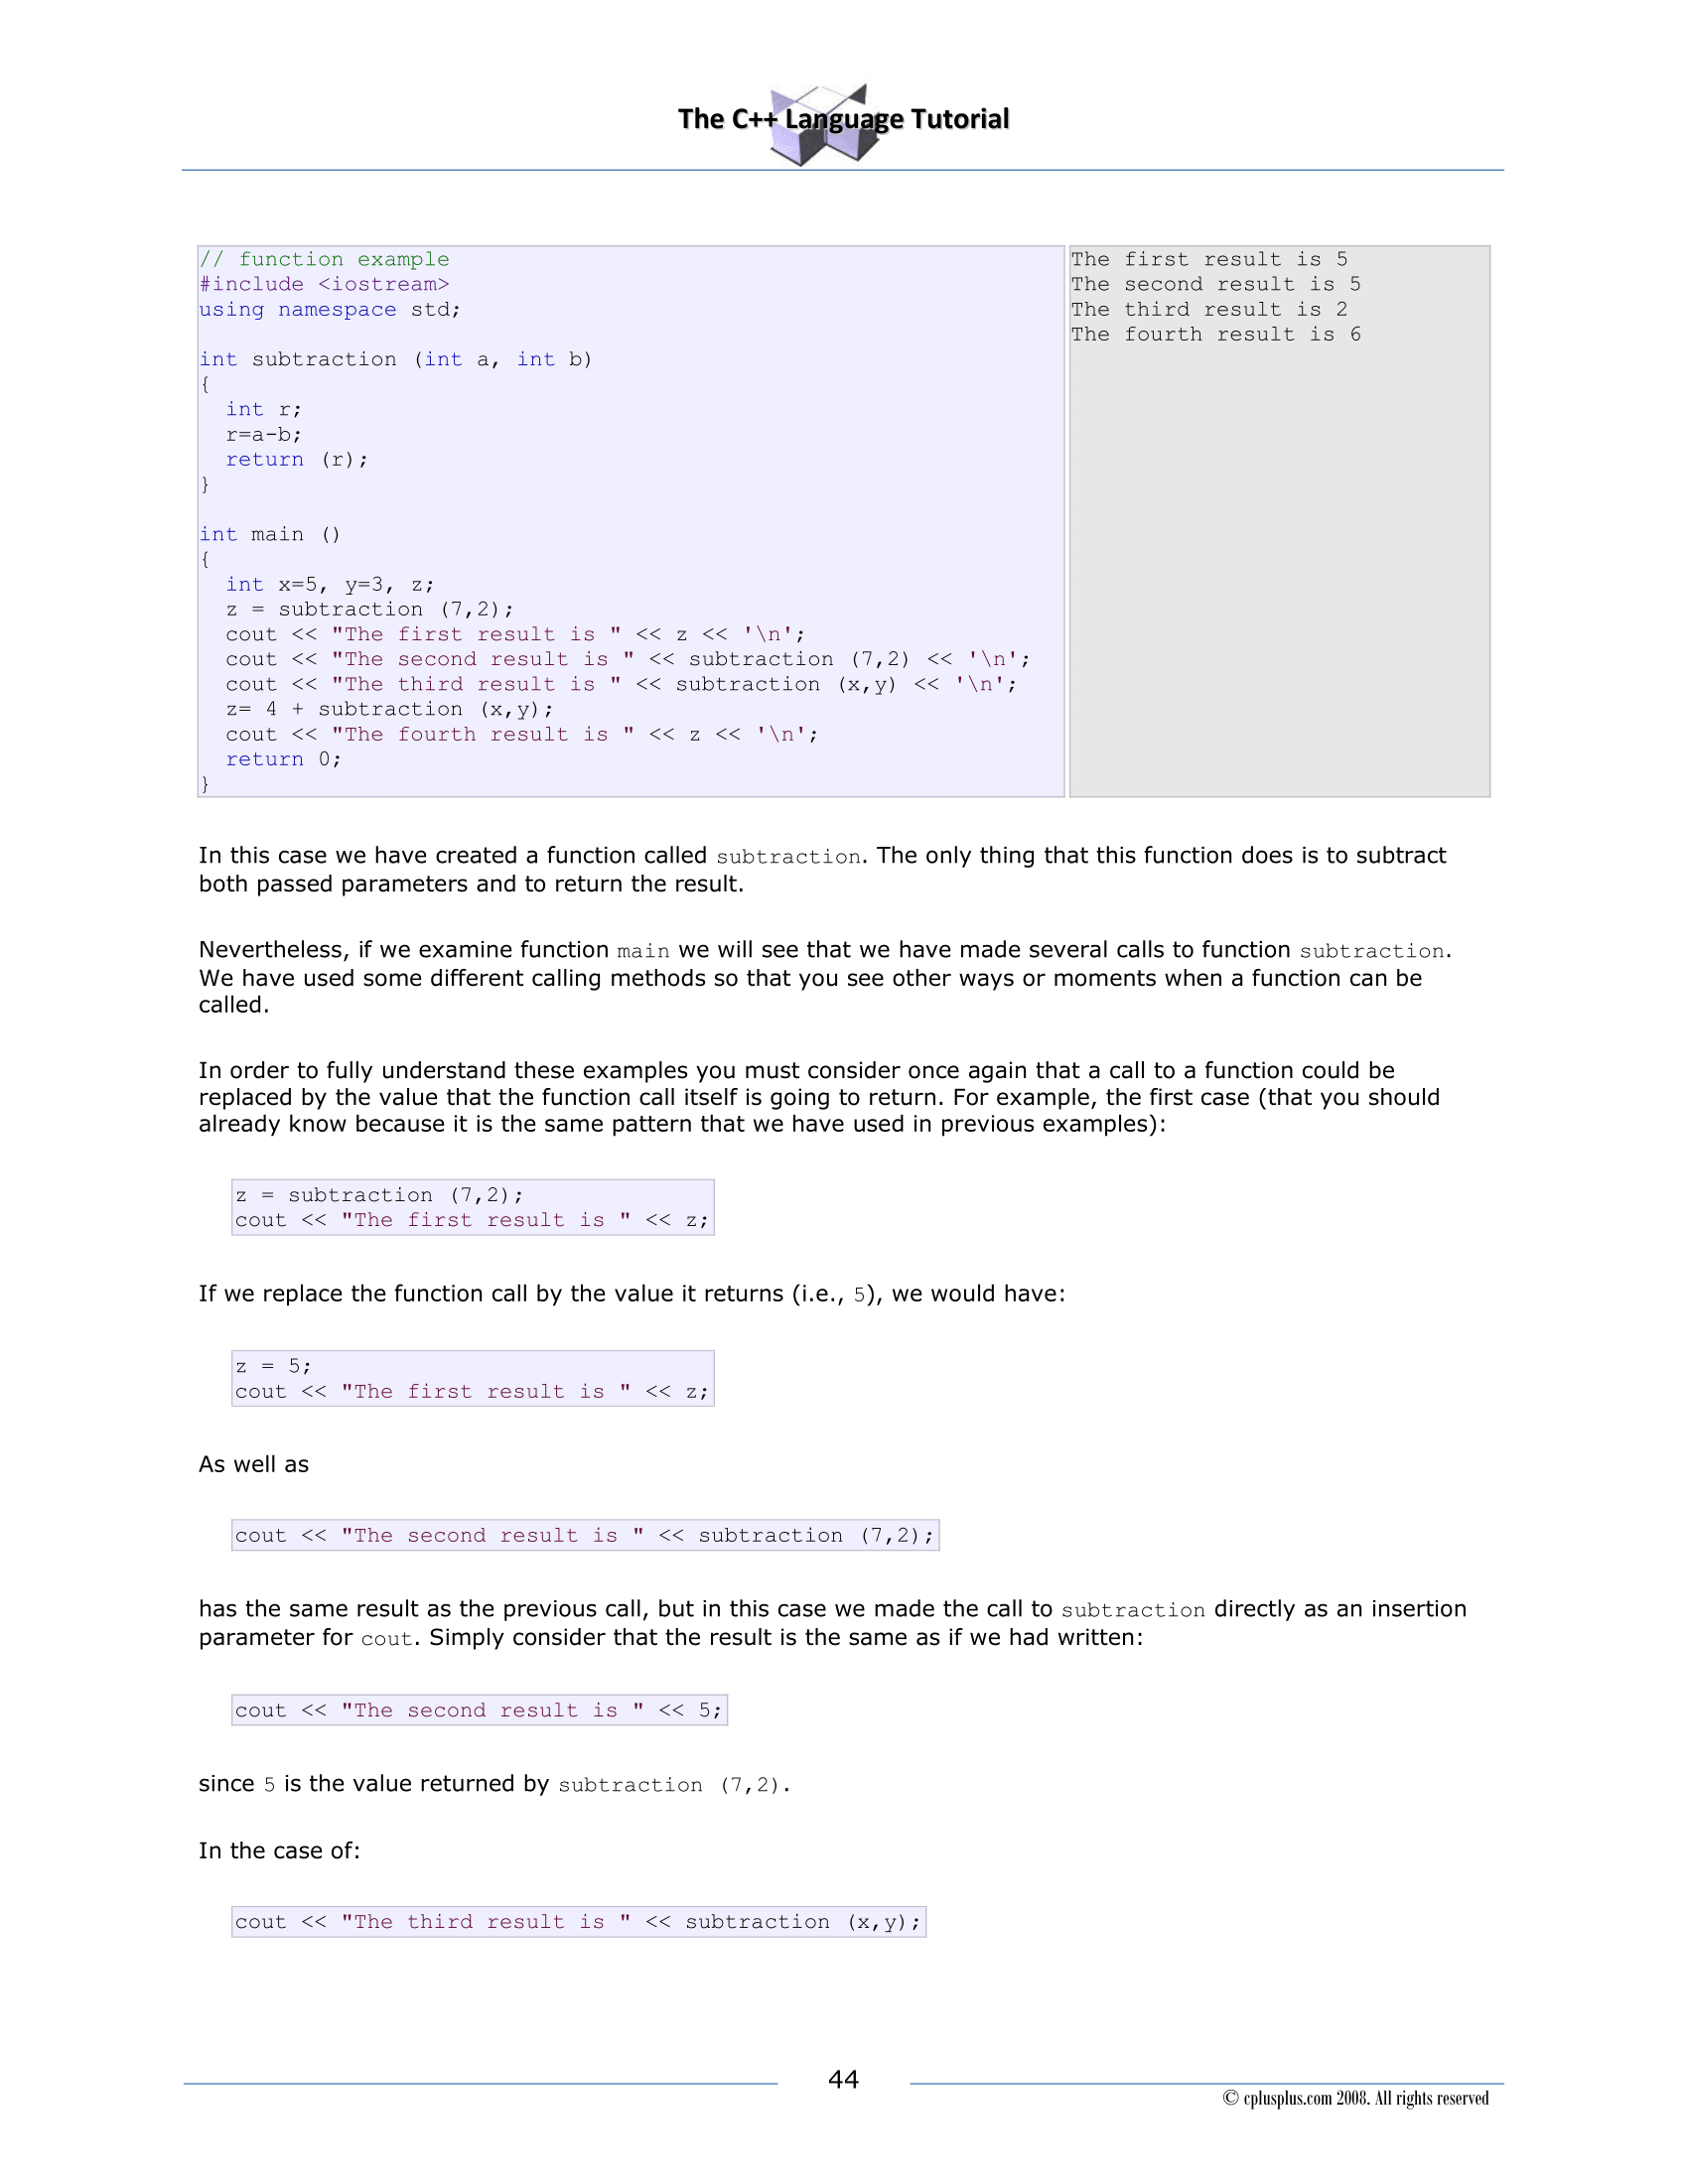 The C++ Language Tutorial
// function example
#include <iostream>
using namespace std;
int subtraction (int a, int b)
{
  int r;
  r=a-b;
  return (r);
}
int main ()
{
  int x=5, y=3, z;
  z = subtraction (7,2);
  cout << "The first result is " << z << '\n';
  cout << "The second result is " << subtraction (7,2) << '\n';
  cout << "The third result is " << subtraction (x,y) << '\n';
  z= 4 + subtraction (x,y);
  cout << "The fourth result is " << z << '\n';
  return 0;
}
The first result is 5
The second result is 5
The third result is 2
The fourth result is 6
In this case we have created a function called subtraction. The only thing that this function does is to subtract
both passed parameters and to return the result.
Nevertheless, if we examine function main we will see that we have made several calls to function subtraction.
We have used some different calling methods so that you see other ways or moments when a function can be
called.
In order to fully understand these examples you must consider once again that a call to a function could be
replaced by the value that the function call itself is going to return. For example, the first case (that you should
already know because it is the same pattern that we have used in previous examples):
z = subtraction (7,2);
cout << "The first result is " << z;
If we replace the function call by the value it returns (i.e., 5), we would have:
z = 5;
cout << "The first result is " << z;
As well as
cout << "The second result is " << subtraction (7,2);
has the same result as the previous call, but in this case we made the call to subtraction directly as an insertion
parameter for cout. Simply consider that the result is the same as if we had written:
cout << "The second result is " << 5;
since 5 is the value returned by subtraction (7,2).
In the case of:
cout << "The third result is " << subtraction (x,y);
44
© cplusplus.com 2008. All rights reserved